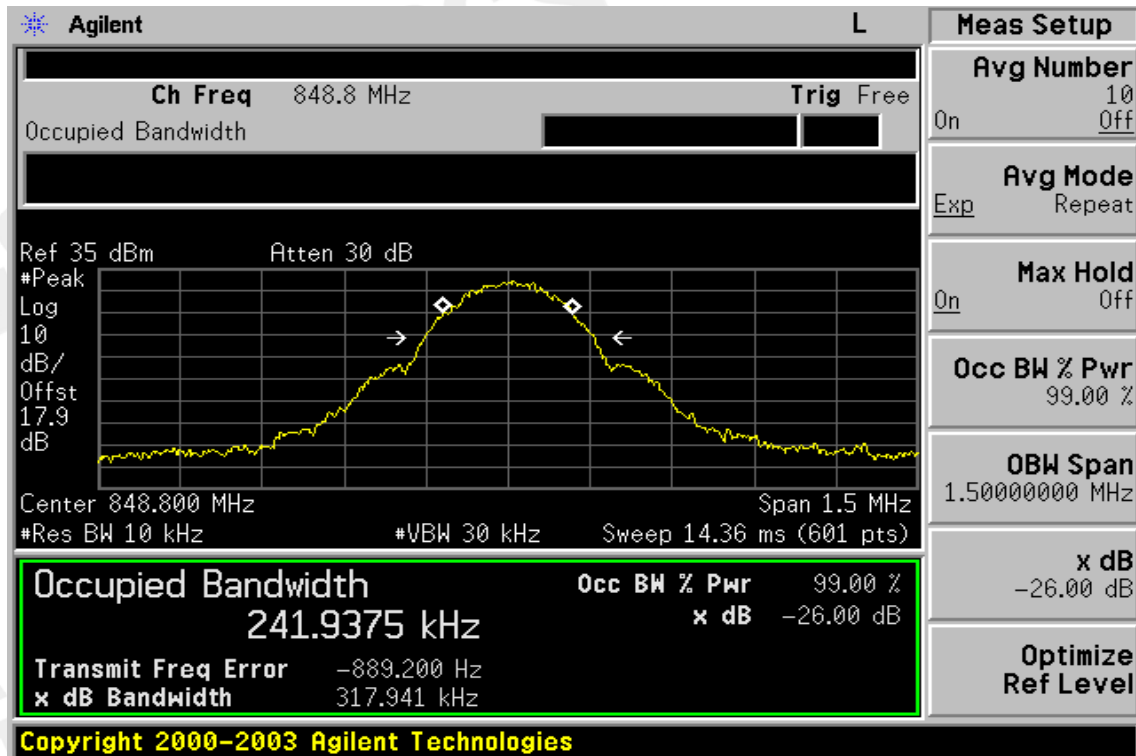 Agilent L
Ch Freq 848.8 MHz Trig Free
Occupied Bandwidth
Ref 35 dBm Atten 30 dB
#Peak
Log
10
dB/
Offst
17.9
dB
Center 848.800 MHz Span 1.5 MHz
#Res BW 10 kHz #VBW 30 kHz Sweep 14.36 ms (601 pts)
Occupied Bandwidth Occ BW % Pwr 99.00 %
241.9375 kHz x dB -26.00 dB
Transmit Freq Error -889.200 Hz
x dB Bandwidth 317.941 kHz
Copyright 2000-2003 Agilent Technologies
Meas Setup
Avg Number
10
On Off
Avg Mode
Exp Repeat
Max Hold
On Off
Occ BW % Pwr
99.00 %
OBW Span
1.50000000 MHz
x dB
-26.00 dB
Optimize
Ref Level